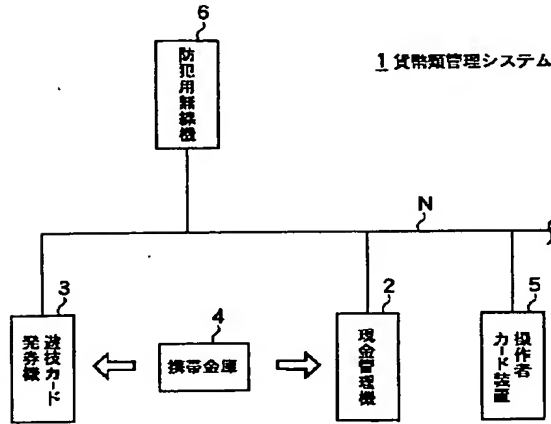 6
防犯用無線機
1 貨幣類管理システム
N
3
遊技カード
発券機
4
携帯金庫
2
現金管理機
5
操作者
カード装置